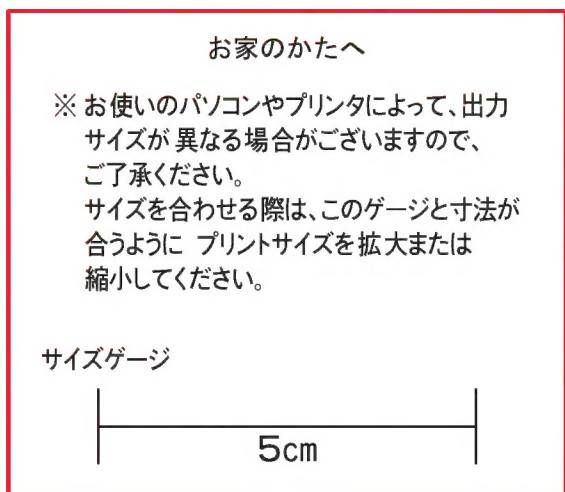 お家のかたへ
※ お使いのパソコンやプリンタによって、出力
サイズが異なる場合がございますので、
ご了承ください。
サイズを合わせる際は、このゲージと寸法が
合うように プリントサイズを拡大または
縮小してください。
サイズゲージ
5cm